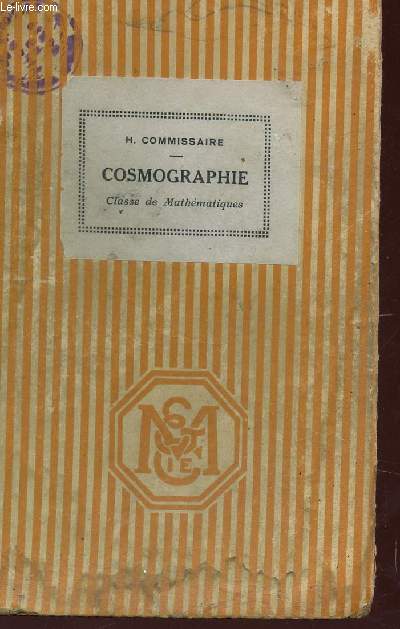 Le-livre.com
H. COMMISSAIRE
COSMOGRAPHIE
Classe de Mathématiques